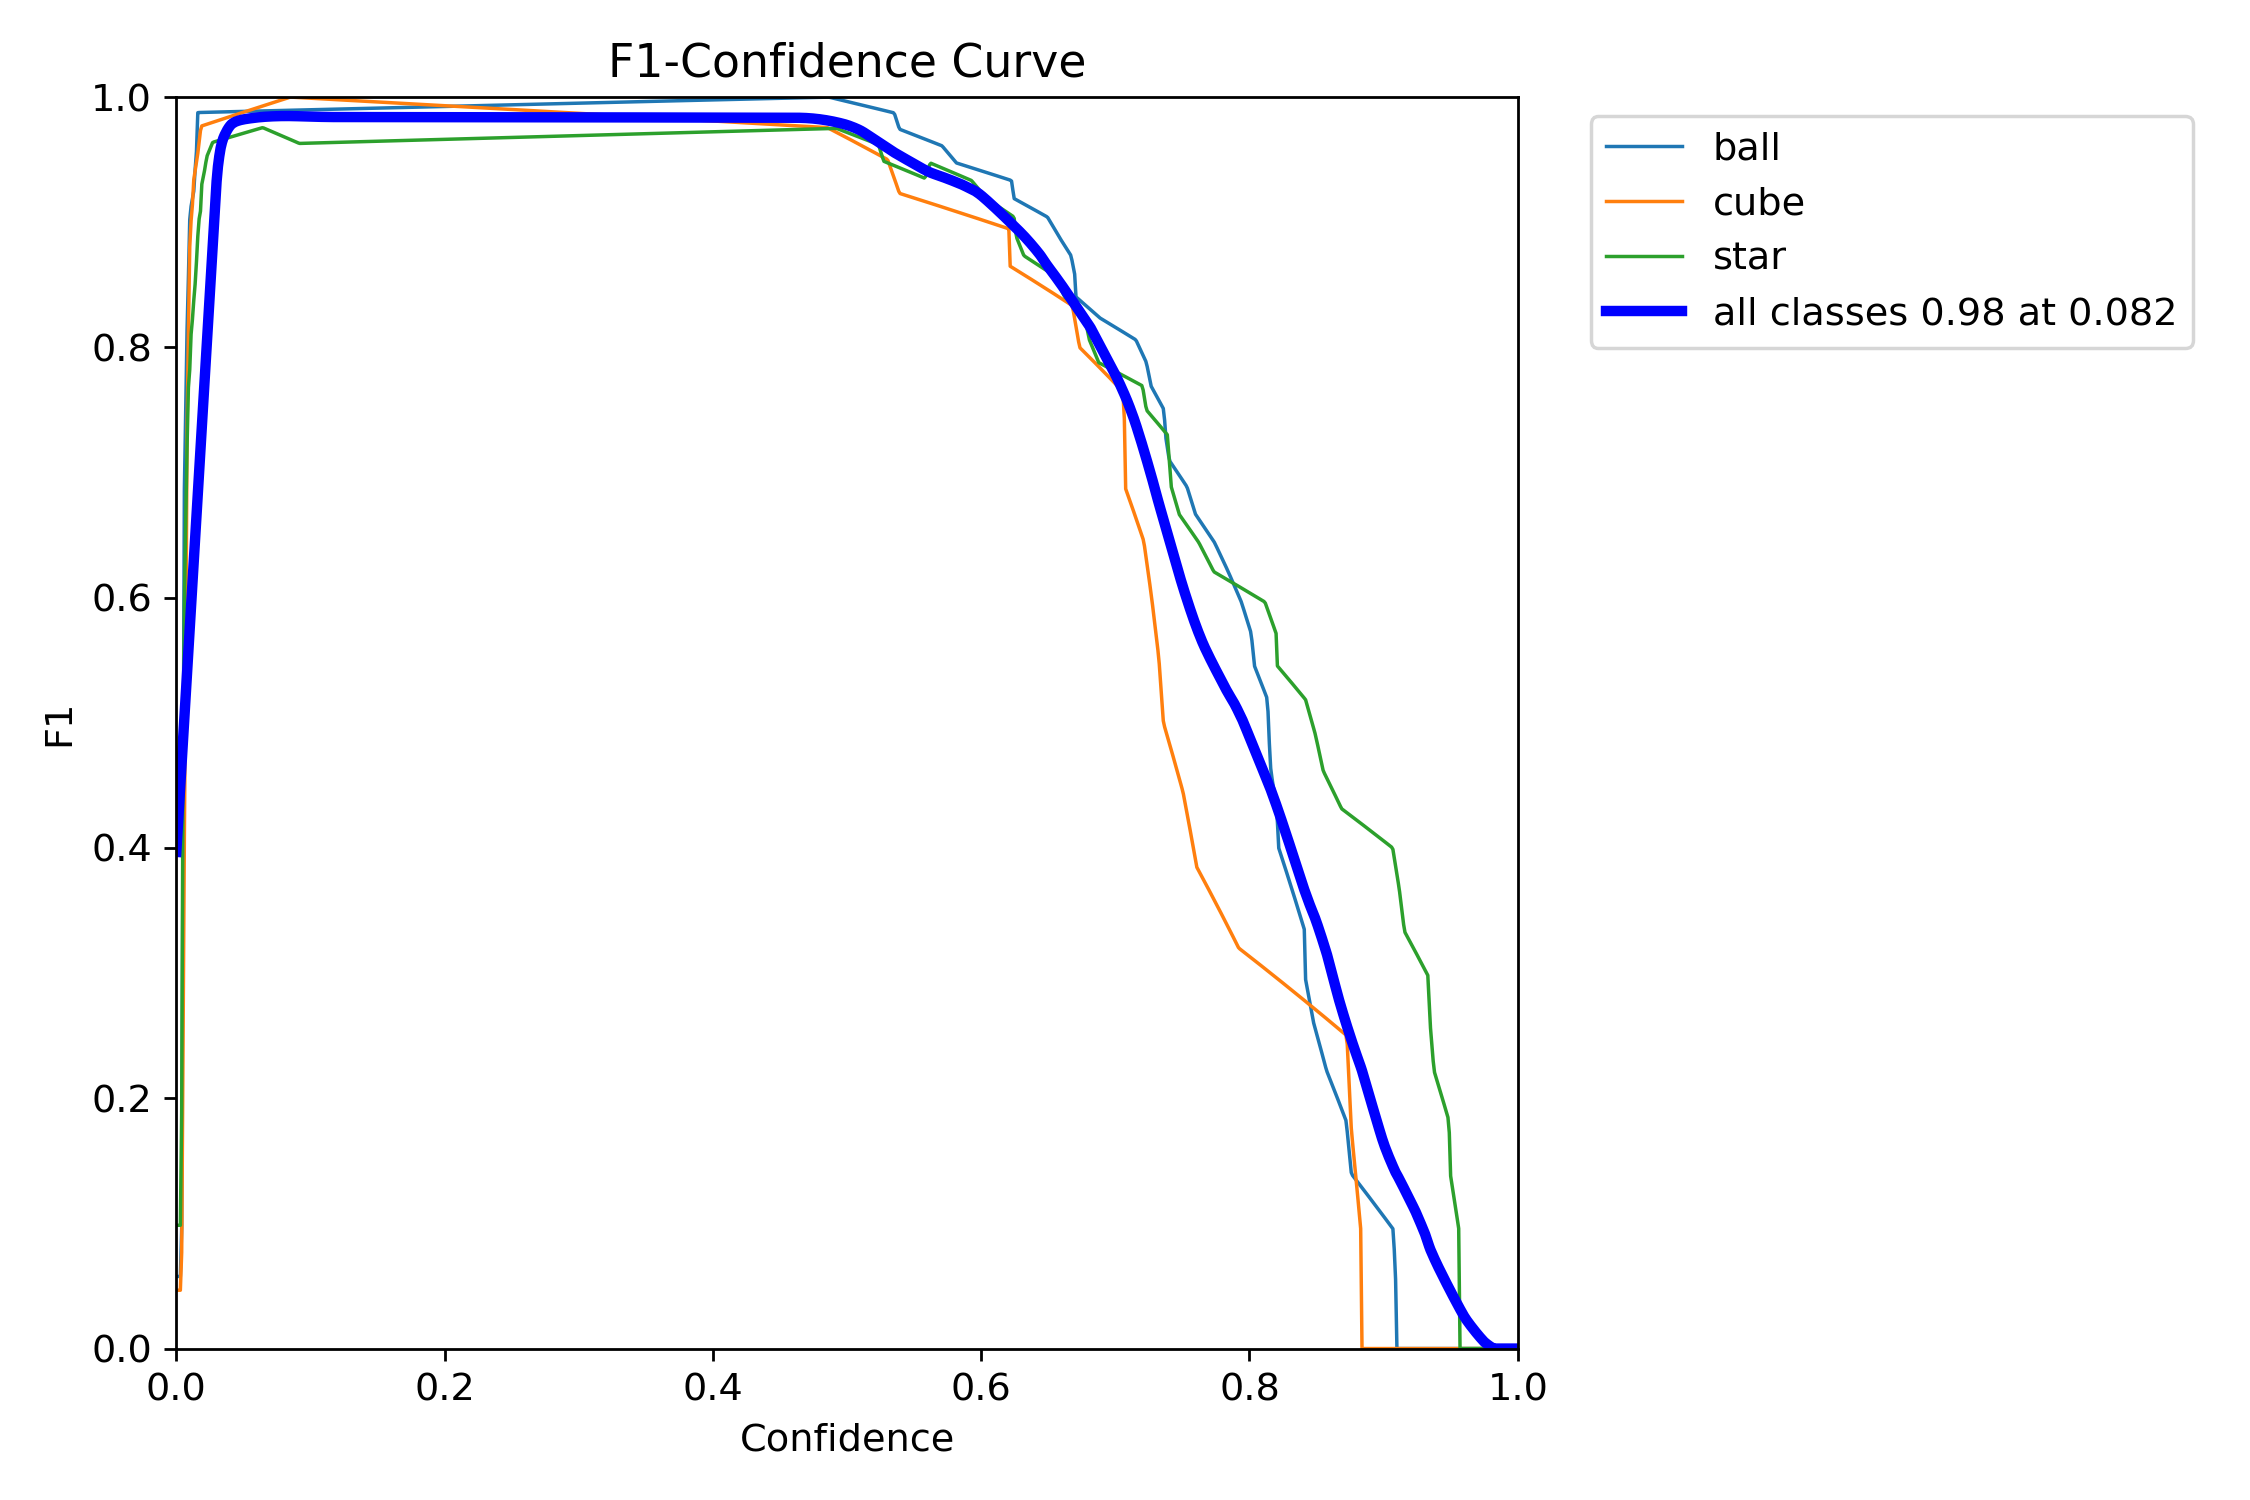 F1-Confidence Curve
1.0
0.8
0.6
0.4
0.2
0.0
F1
0.0 0.2 0.4 0.6 0.8 1.0
Confidence
ball
cube
star
all classes 0.98 at 0.082